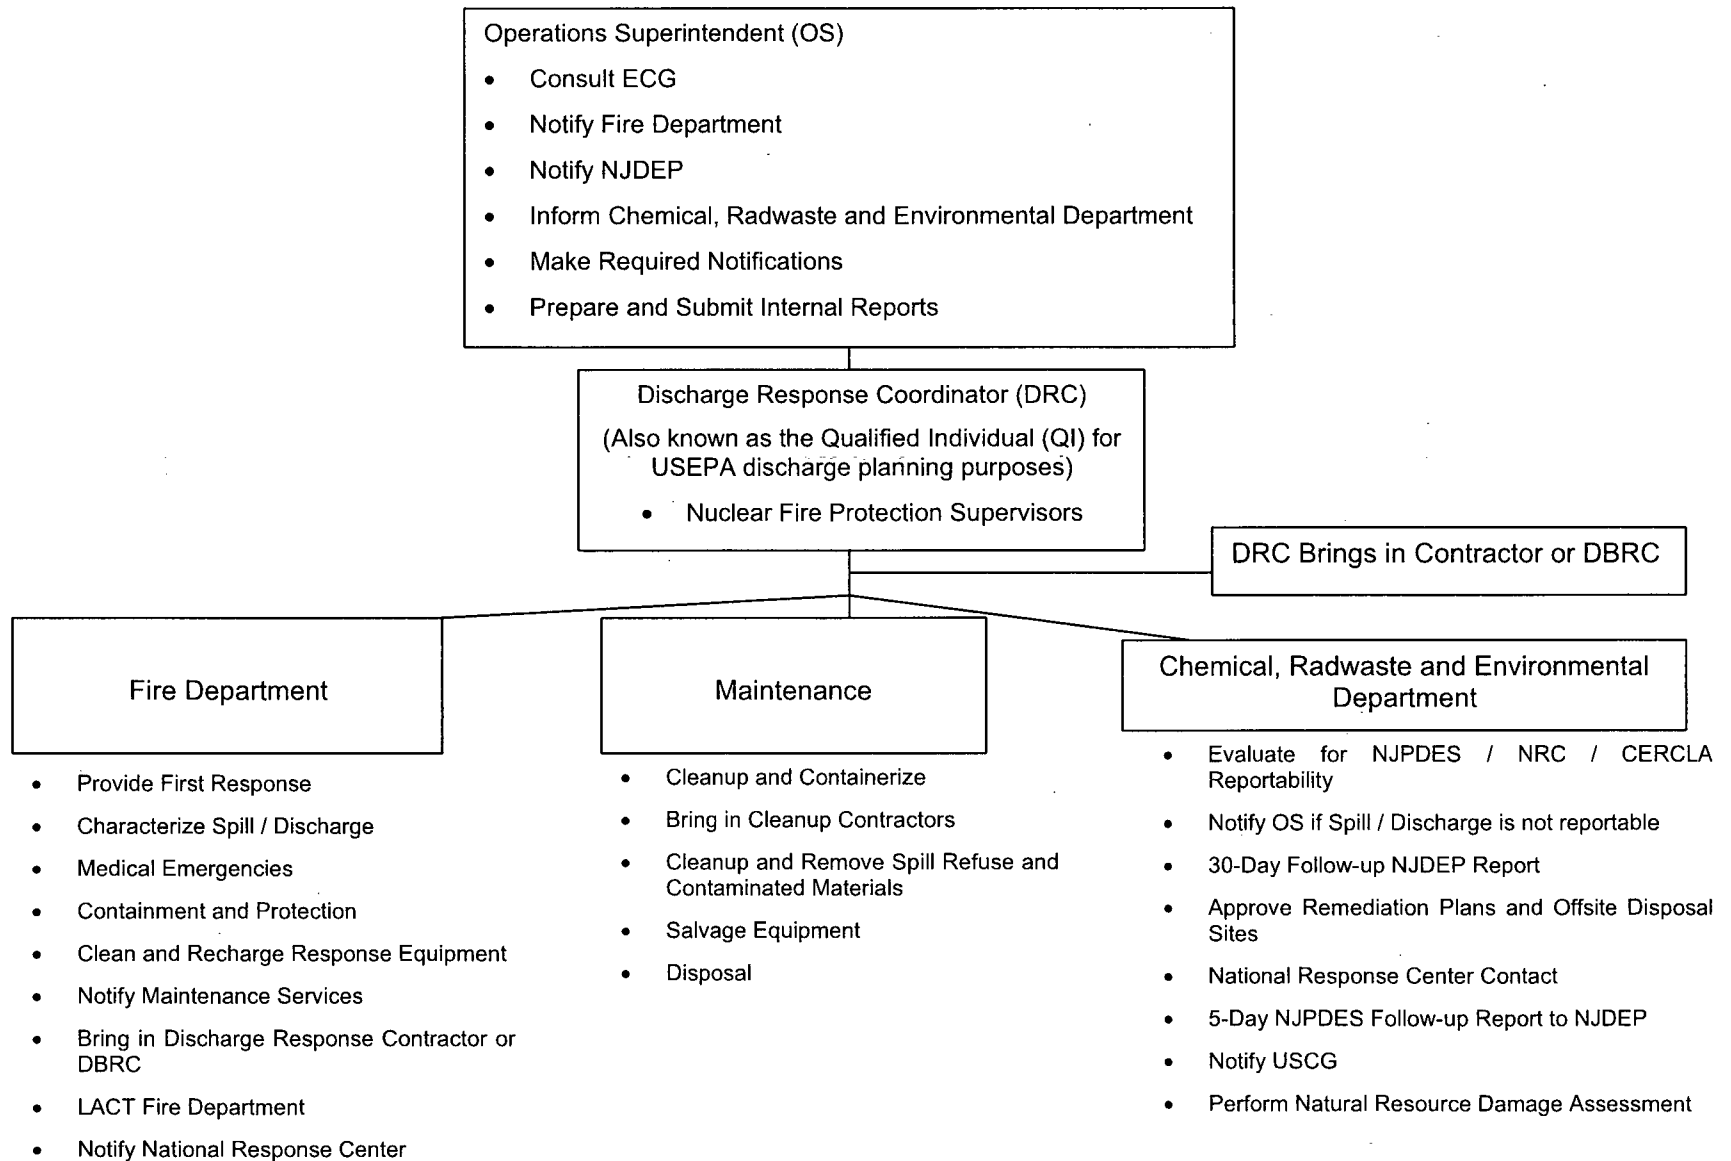 Operations Superintendent (OS)
• Consult ECG
• Notify Fire Department
• Notify NJDEP
• Inform Chemical, Radwaste and Environmental Department
• Make Required Notifications
• Prepare and Submit Internal Reports
Discharge Response Coordinator (DRC)
(Also known as the Qualified Individual (QI) for
USEPA discharge planning purposes)
• Nuclear Fire Protection Supervisors
DRC Brings in Contractor or DBRC
Fire Department
• Provide First Response
• Characterize Spill / Discharge
• Medical Emergencies
• Containment and Protection
• Clean and Recharge Response Equipment
• Notify Maintenance Services
• Bring in Discharge Response Contractor or
DBRC
• LACT Fire Department
• Notify National Response Center
Maintenance
• Cleanup and Containerize
• Bring in Cleanup Contractors
• Cleanup and Remove Spill Refuse and
Contaminated Materials
• Salvage Equipment
• Disposal
Chemical, Radwaste and Environmental
Department
• Evaluate for NJPDES / NRC / CERCLA
Reportability
• Notify OS if Spill / Discharge is not reportable
• 30-Day Follow-up NJDEP Report
• Approve Remediation Plans and Offsite Disposal
Sites
• National Response Center Contact
• 5-Day NJPDES Follow-up Report to NJDEP
• Notify USCG
• Perform Natural Resource Damage Assessment